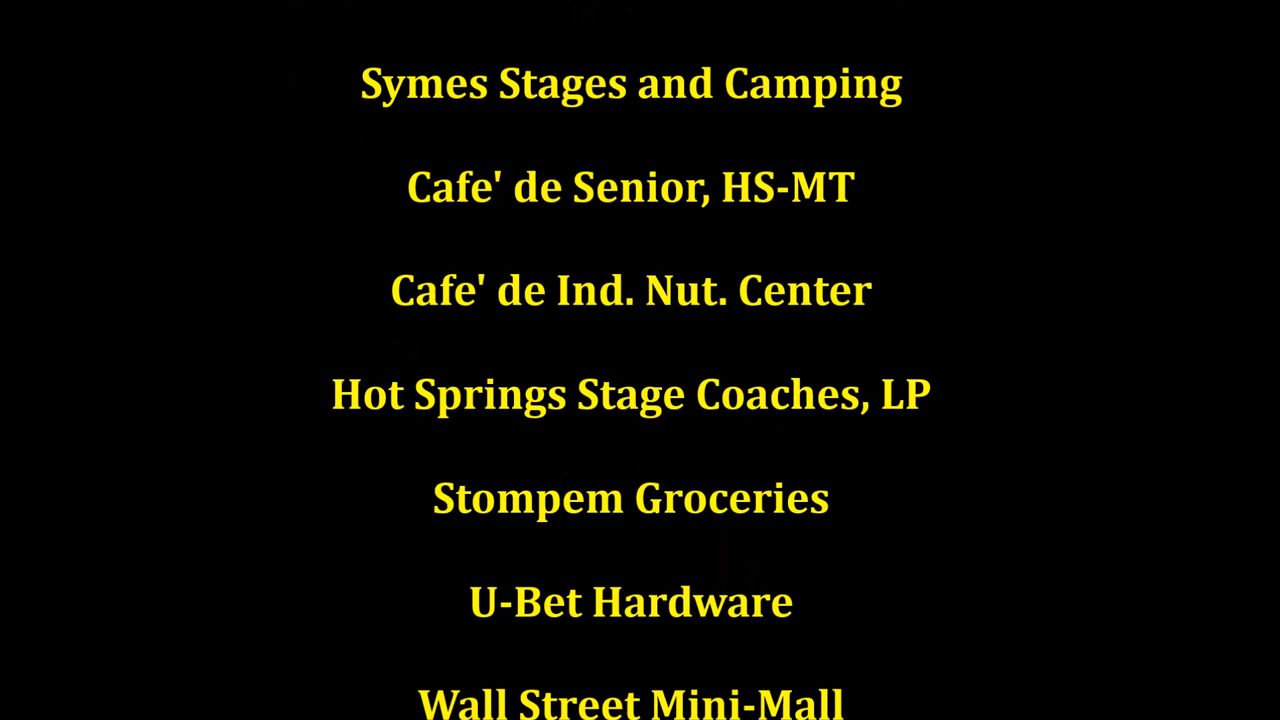 Symes Stages and Camping
Cafe' de Senior, HS-MT
Cafe' de Ind. Nut. Center
Hot Springs Stage Coaches, LP
Stompem Groceries
U-Bet Hardware
Wall Street Mini-Mall